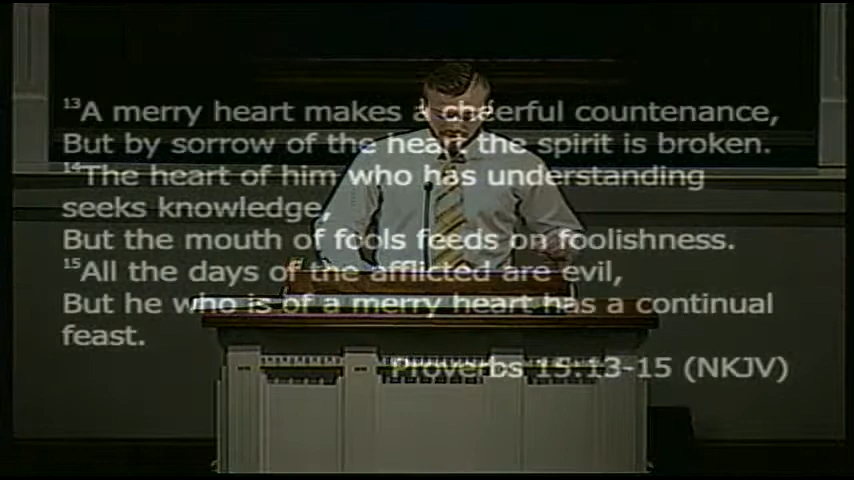 13A merry heart makes a cheerful countenance,
But by sorrow of the heart the spirit is broken.
14The heart of him who has understanding
seeks knowledge,
But the mouth of fools feeds on foolishness.
15All the days of the afflicted are evil,
But he who is of a merry heart has a continual
feast.
Proverbs 15:13-15 (NKJV)